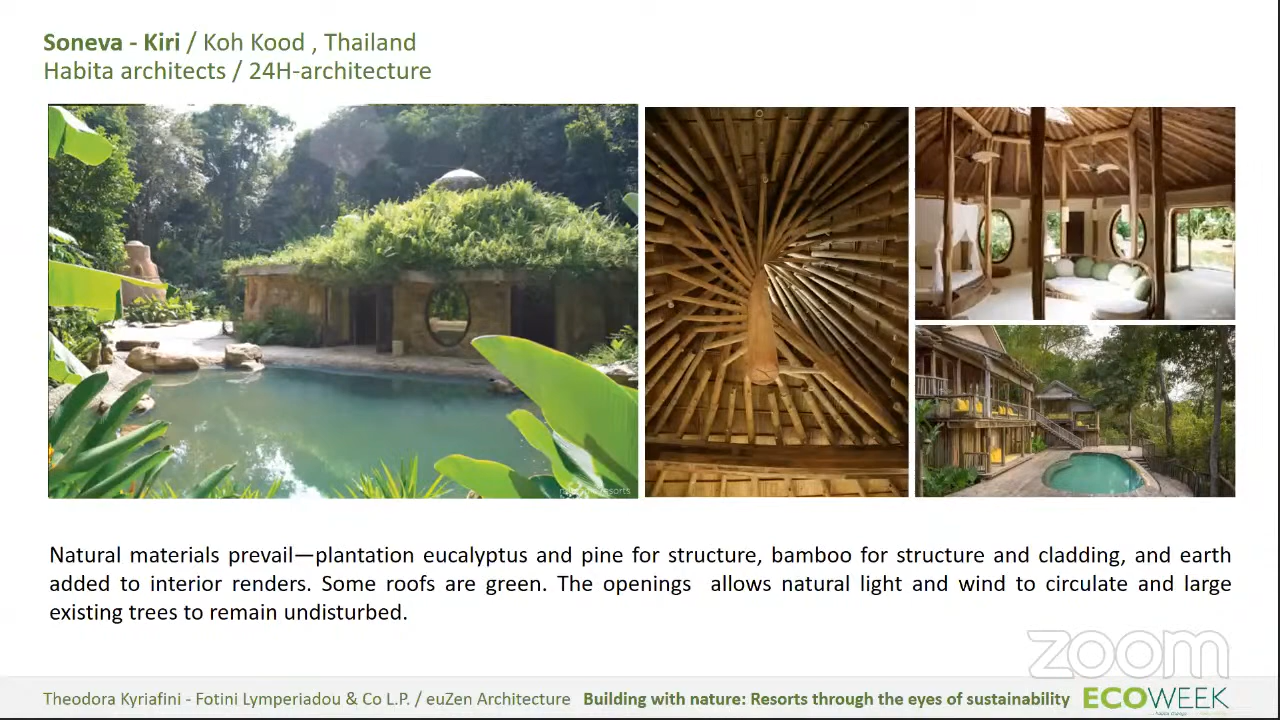 Soneva - Kiri / Koh Kood , Thailand
Habita architects / 24H-architecture
Natural materials prevail—plantation eucalyptus and pine for structure, bamboo for structure and cladding, and earth
added to interior renders. Some roofs are green. The openings allows natural light and wind to circulate and large
existing trees to remain undisturbed.
zoom
Theodora Kyriafini - Fotini Lymperiadou & Co L.P. / euZen Architecture Building with nature: Resorts through the eyes of sustainability ECOWEEK